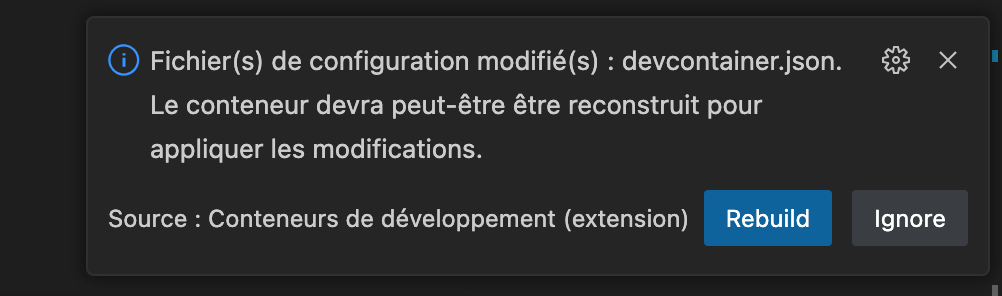 Fichier(s) de configuration modifié(s) : devcontainer.json.
Le conteneur devra peut-être être reconstruit pour
appliquer les modifications.
Source : Conteneurs de développement (extension)
Rebuild
Ignore